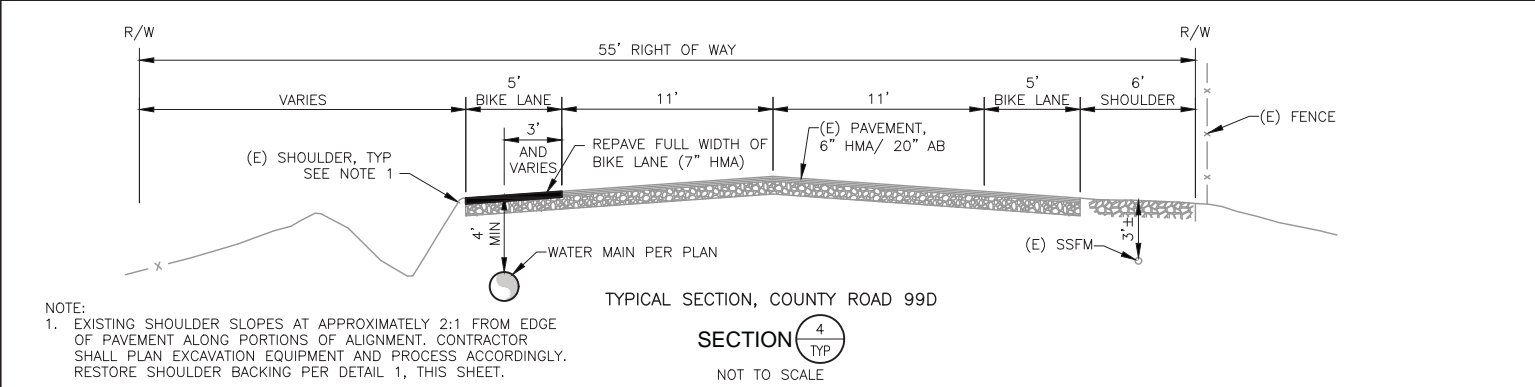 R/W
R/W
55' RIGHT OF WAY
VARIES
5'
BIKE LANE
11'
11'
5'
BIKE LANE
6'
SHOULDER
(E) FENCE
3'
AND
VARIES
REPAVE FULL WIDTH OF
BIKE LANE (7" HMA)
(E) PAVEMENT,
6" HMA/ 20" AB
(E) SHOULDER, TYP
SEE NOTE 1
4'
MIN
WATER MAIN PER PLAN
3'±
(E) SSFM
X
X
X
X
TYPICAL SECTION, COUNTY ROAD 99D
SECTION
4
TYP
NOT TO SCALE
NOTE:
1. EXISTING SHOULDER SLOPES AT APPROXIMATELY 2:1 FROM EDGE
OF PAVEMENT ALONG PORTIONS OF ALIGNMENT. CONTRACTOR
SHALL PLAN EXCAVATION EQUIPMENT AND PROCESS ACCORDINGLY.
RESTORE SHOULDER BACKING PER DETAIL 1, THIS SHEET.